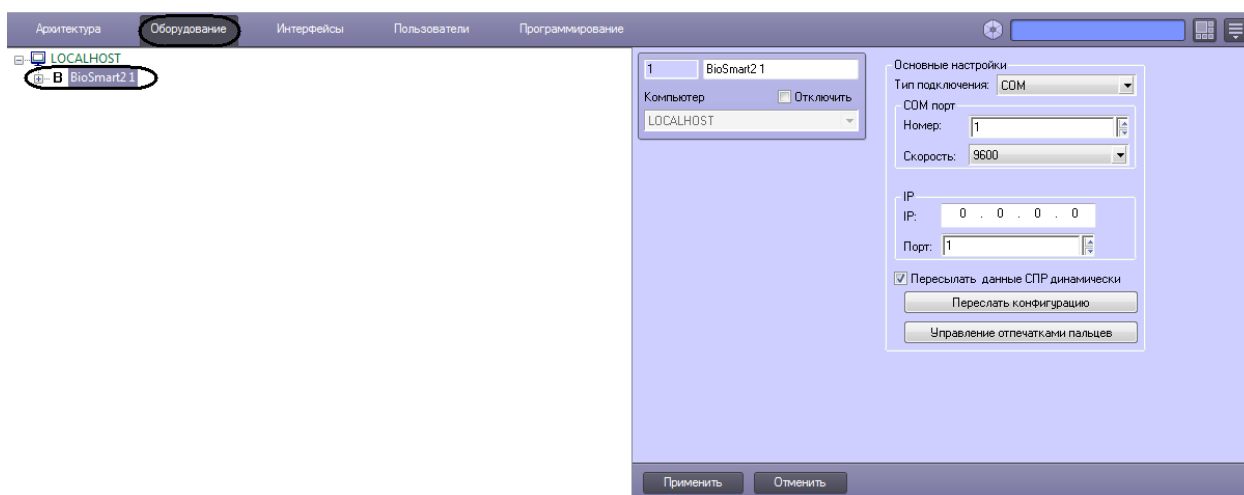 Архитектура Оборудование Интерфейсы Пользователи Программирование
LOCALHOST
B BioSmart2 1
1 BioSmart2 1
Компьютер Отключить
LOCALHOST
Основные настройки
Тип подключения: COM
COM порт
Номер: 1
Скорость: 9600
IP
IP: 0 . 0 . 0 . 0
Порт: 1
Пересылать данные СПР динамически
Переслать конфигурацию
Управление отпечатками пальцев
Применить Отменить